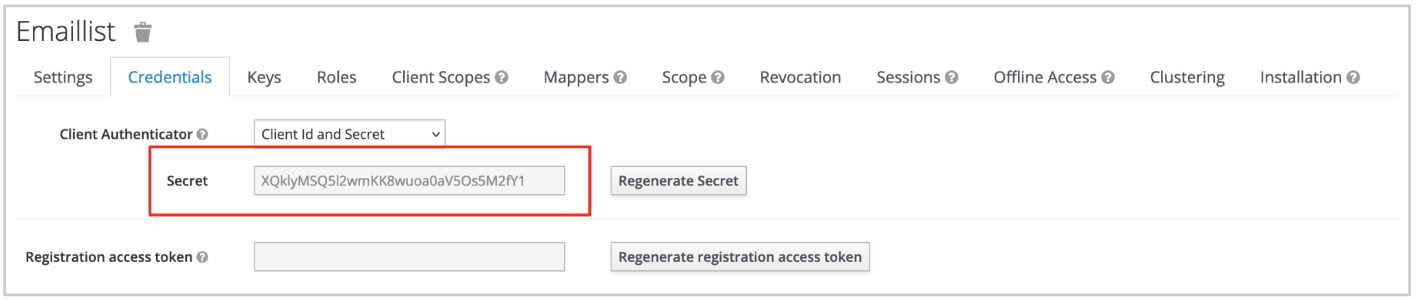 Emaillist
Settings Credentials Keys Roles Client Scopes Mappers Scope Revocation Sessions Offline Access Clustering Installation
Client Authenticator Client Id and Secret
Secret XQklyMSQ5l2wmKK8wuoa0aV5Os5M2fY1 Regenerate Secret
Registration access token Regenerate registration access token